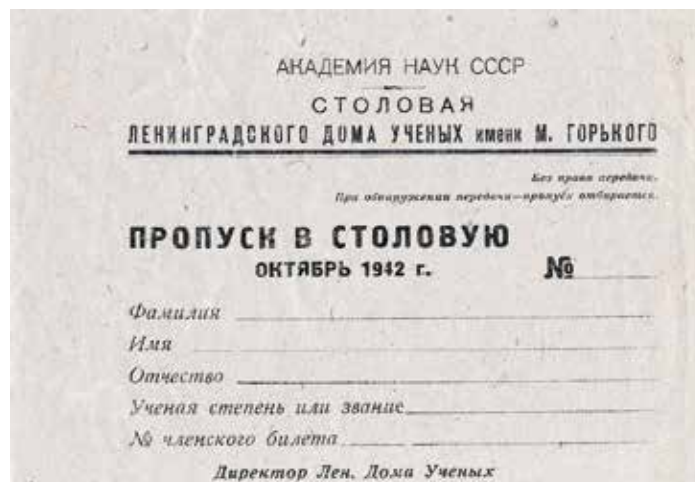 АКАДЕМИЯ НАУК СССР
СТОЛОВАЯ
ЛЕНИНГРАДСКОГО ДОМА УЧЕНЫХ имени М. ГОРЬКОГО
Без права передачи.
При обнаружении передачи—пропуск отбирается.
ПРОПУСК В СТОЛОВУЮ
ОКТЯБРЬ 1942 г. №
Фамилия
Имя
Отчество
Ученая степень или звание
№ членского билета
Директор Лен. Дома Ученых